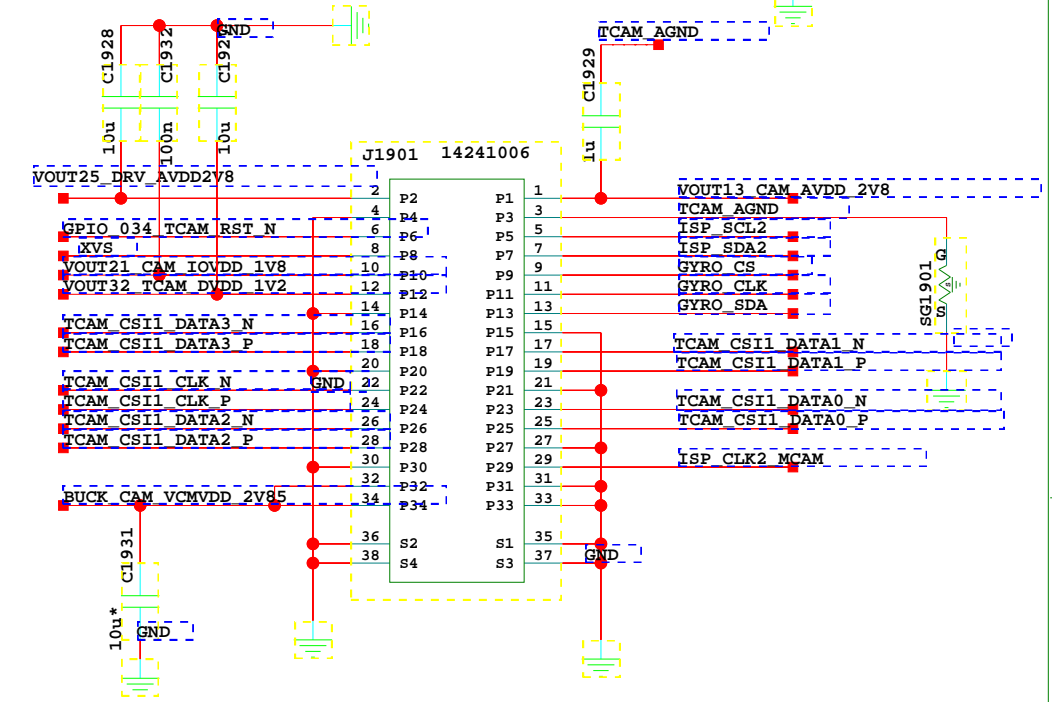 C1928
C1932
C192
GND
10u
100n
10u
TCAM_AGND
C1929
1u
J1901 14241006
VOUT25_DRV_AVDD2V8
2 P2 P1 1 VOUT13_CAM_AVDD_2V8
4 P4 P3 3 TCAM_AGND
GPIO_034_TCAM_RST_N 6 P6 P5 5 ISP_SCL2
XVS 8 P8 P7 7 ISP_SDA2
VOUT21_CAM_IOVDD_1V8 10 P10 P9 9 GYRO_CS
VOUT32_TCAM_DVDD_1V2 12 P12 P11 11 GYRO_CLK
14 P14 P13 13 GYRO_SDA
TCAM_CSI1_DATA3_N 16 P16 P15 15
TCAM_CSI1_DATA3_P 18 P18 P17 17 TCAM_CSI1_DATA1_N
20 P20 P19 19 TCAM_CSI1_DATA1_P
TCAM_CSI1_CLK_N GND 22 P22 P21 21
TCAM_CSI1_CLK_P 24 P24 P23 23 TCAM_CSI1_DATA0_N
TCAM_CSI1_DATA2_N 26 P26 P25 25 TCAM_CSI1_DATA0_P
TCAM_CSI1_DATA2_P 28 P28 P27 27
30 P30 P29 29 ISP_CLK2_MCAM
32 P32 P31 31
BUCK_CAM_VCMVDD_2V85 34 P34 P33 33
36 S2 S1 35
38 S4 S3 37
GND
G
S
S
SG1901
C1931
10u*
GND